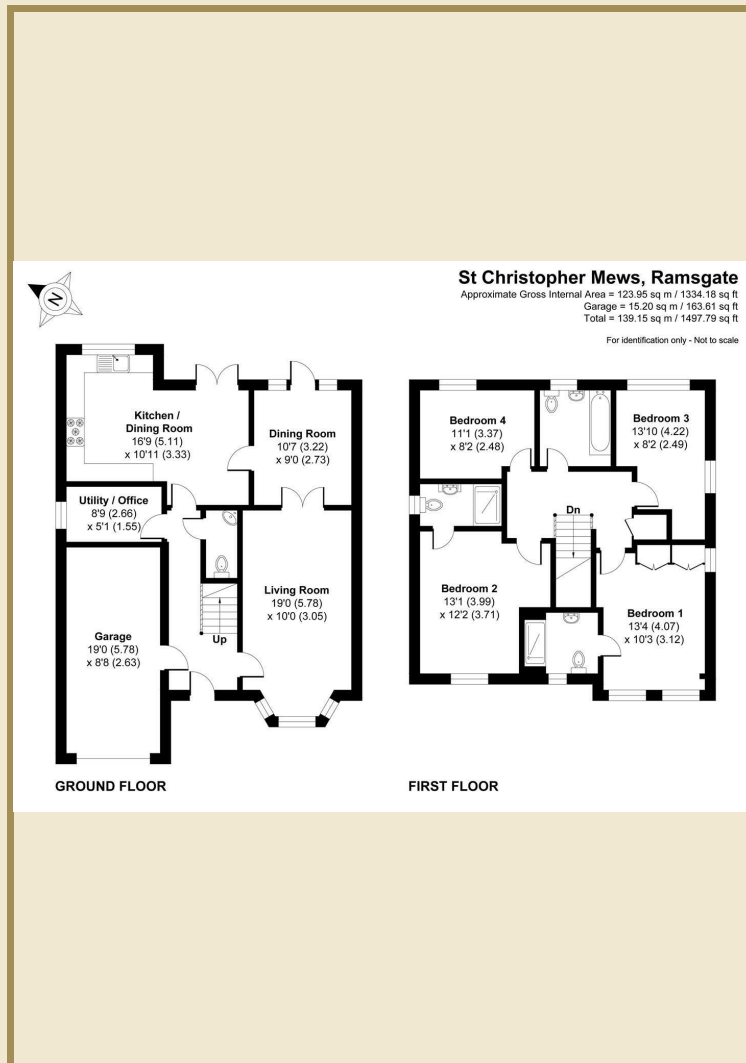 N
St Christopher Mews, Ramsgate
Approximate Gross Internal Area = 123.95 sq m / 1334.18 sq ft
Garage = 15.20 sq m / 163.61 sq ft
Total = 139.15 sq m / 1497.79 sq ft
For identification only - Not to scale
Kitchen /
Dining Room
16'9 (5.11)
x 10'11 (3.33)
Dining Room
10'7 (3.22)
x 9'0 (2.73)
Utility / Office
8'9 (2.66)
x 5'1 (1.55)
Living Room
19'0 (5.78)
x 10'0 (3.05)
Garage
19'0 (5.78)
x 8'8 (2.63)
Up
GROUND FLOOR
Bedroom 4
11'1 (3.37)
x 8'2 (2.48)
Bedroom 3
13'10 (4.22)
x 8'2 (2.49)
Dn
Bedroom 2
13'1 (3.99)
x 12'2 (3.71)
Bedroom 1
13'4 (4.07)
x 10'3 (3.12)
FIRST FLOOR